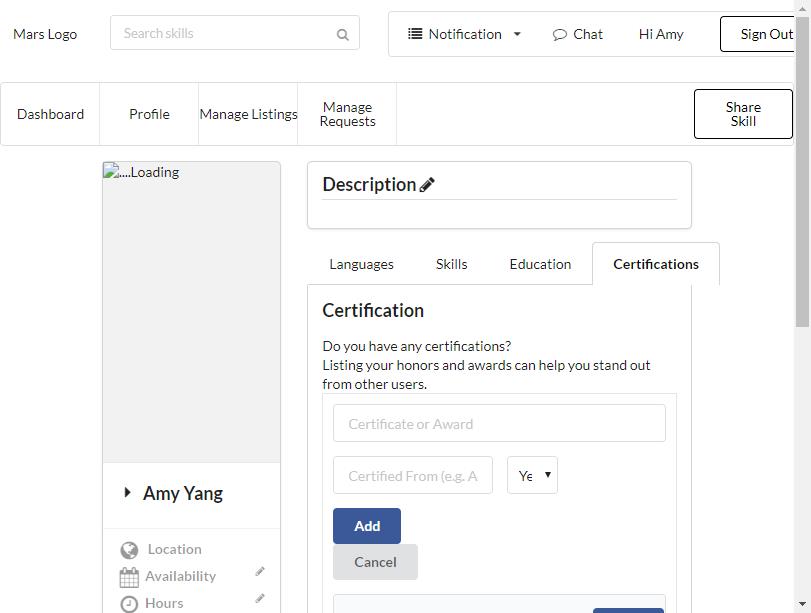 Mars Logo
Search skills
Notification
Chat
Hi Amy
Sign Out
Dashboard
Profile
Manage Listings
Manage
Requests
Share
Skill
....Loading
Description
Languages
Skills
Education
Certifications
Certification
Do you have any certifications?
Listing your honors and awards can help you stand out
from other users.
Certificate or Award
Certified From (e.g. A
Ye
Add
Cancel
Amy Yang
Location
Availability
Hours